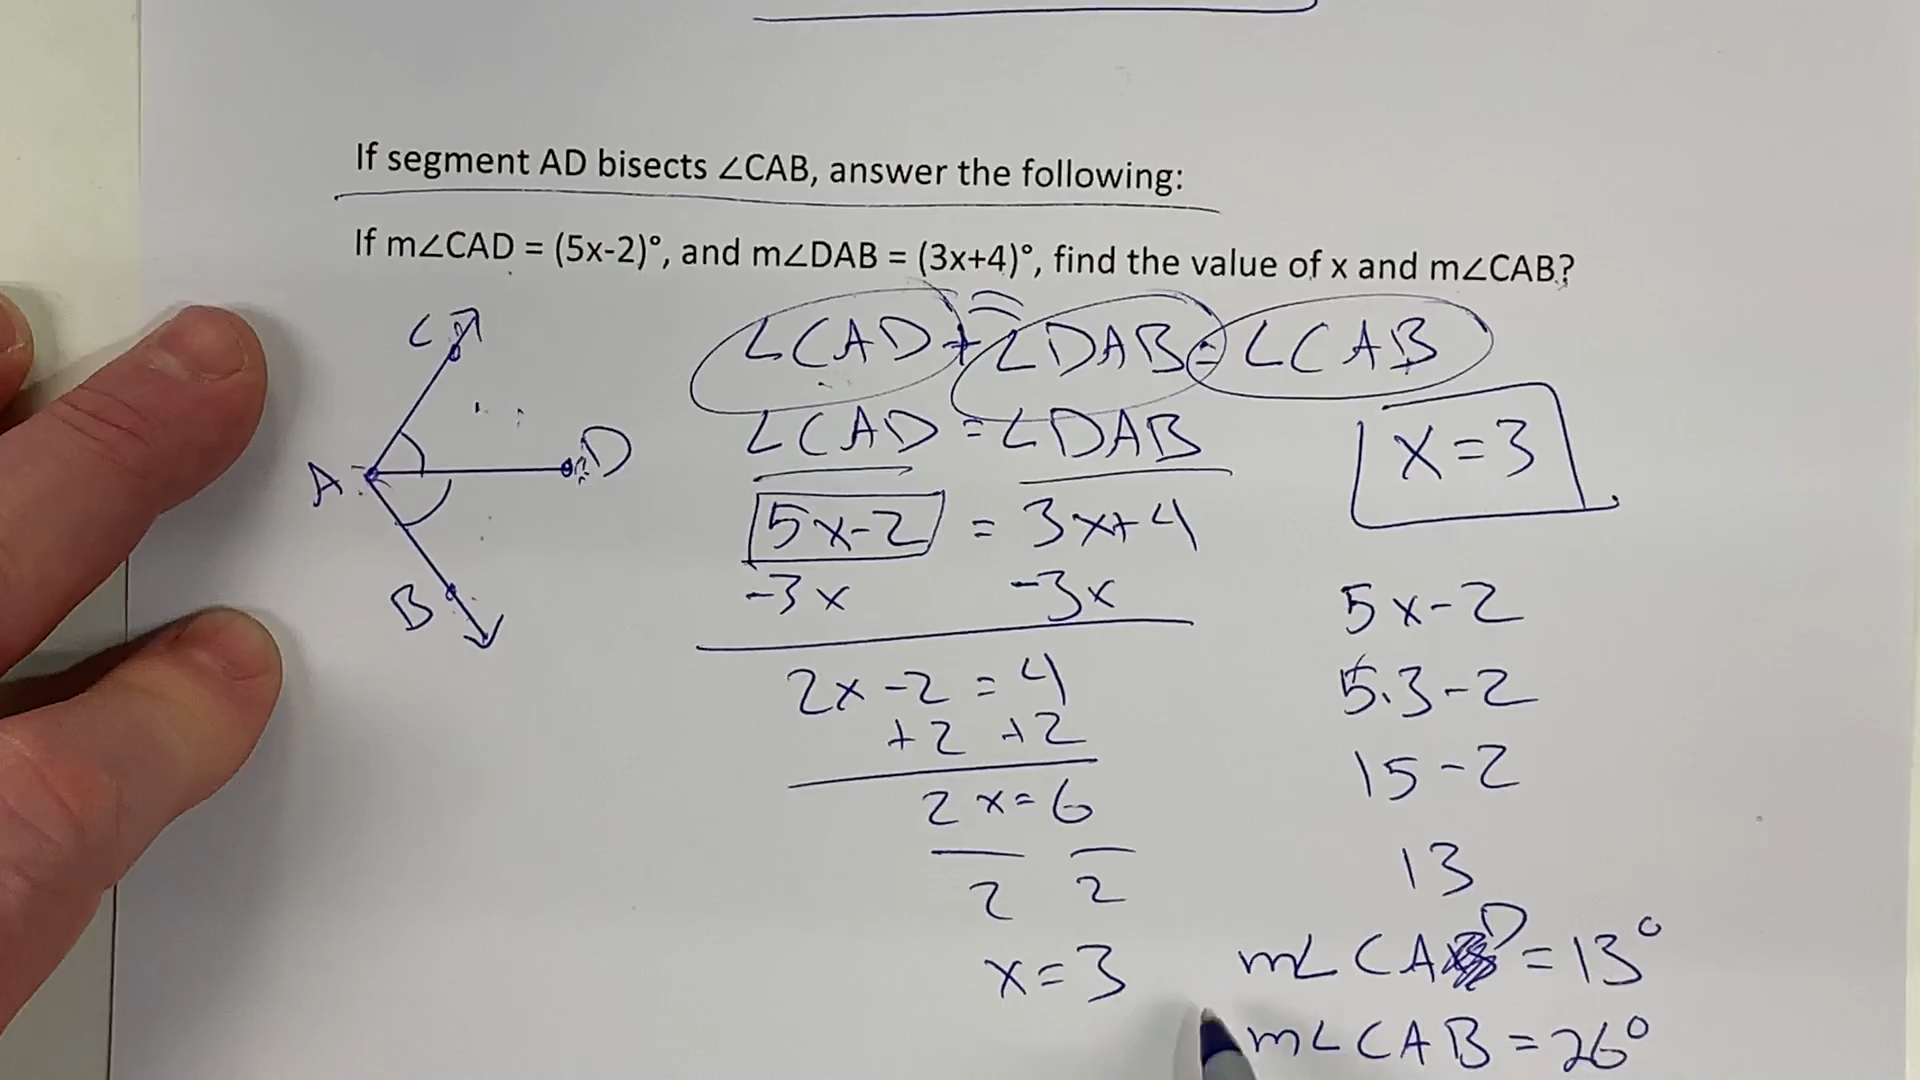 If segment AD bisects ∠CAB, answer the following:
If m∠CAD = (5x-2)°, and m∠DAB = (3x+4)°, find the value of x and m∠CAB?
C
D
A
B
∠CAD + ∠DAB = ∠CAB
∠CAD = ∠DAB
5x-2 = 3x+4
-3x -3x
2x-2 = 4
+2 +2
2x=6
2 2
x=3
x=3
5x-2
5·3-2
15-2
13
m∠CAD = 13°
m∠CAB = 26°